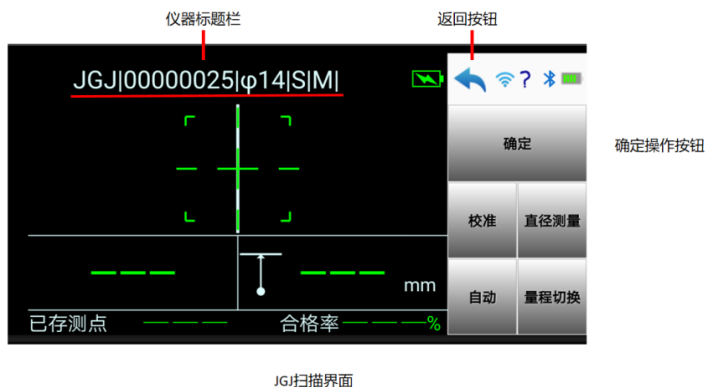 仪器标题栏
返回按钮
JGJ|00000025|φ14|S|M|
?
确定
确定操作按钮
校准
直径测量
mm
自动
量程切换
已存测点 — — —
合格率 — — —%
JGJ扫描界面